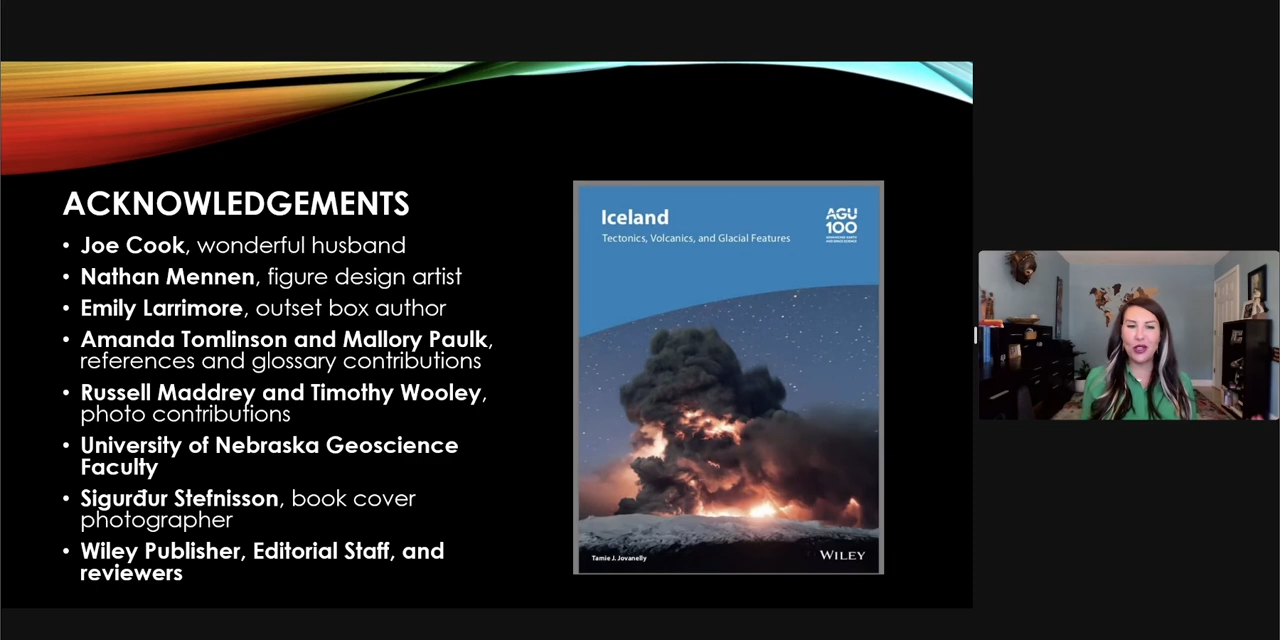 ACKNOWLEDGEMENTS
• Joe Cook, wonderful husband
• Nathan Mennen, figure design artist
• Emily Larrimore, outset box author
• Amanda Tomlinson and Mallory Paulk,
references and glossary contributions
• Russell Maddrey and Timothy Wooley,
photo contributions
• University of Nebraska Geoscience
Faculty
• Sigurđur Stefnisson, book cover
photographer
• Wiley Publisher, Editorial Staff, and
reviewers
Iceland
Tectonics, Volcanics, and Glacial Features
AGU
100
Tamie J. Jovanelly
WILEY